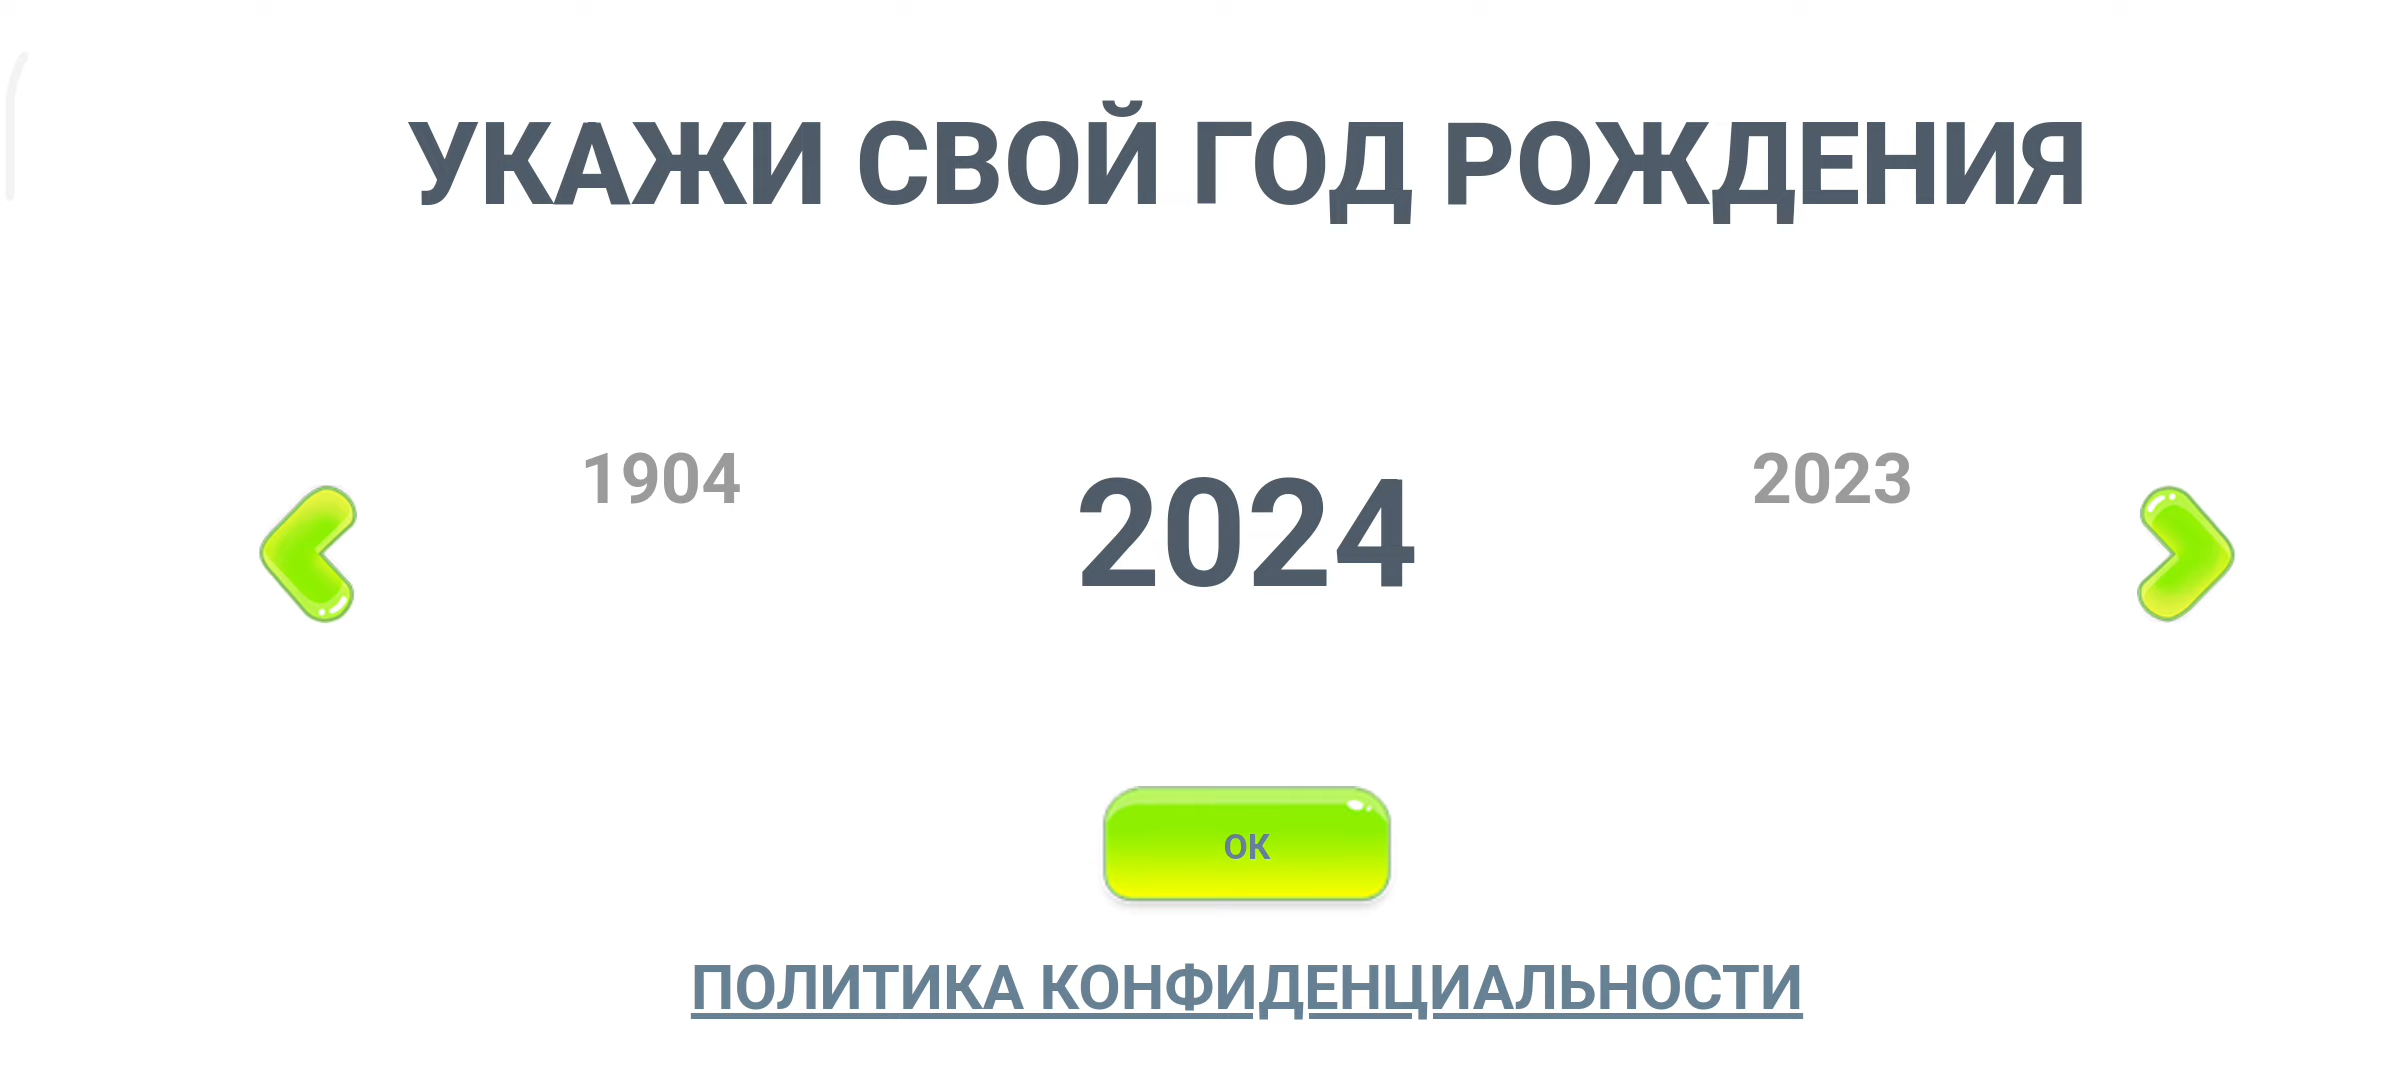 УКАЖИ СВОЙ ГОД РОЖДЕНИЯ
1904
2024
2023
ОК
ПОЛИТИКА КОНФИДЕНЦИАЛЬНОСТИ